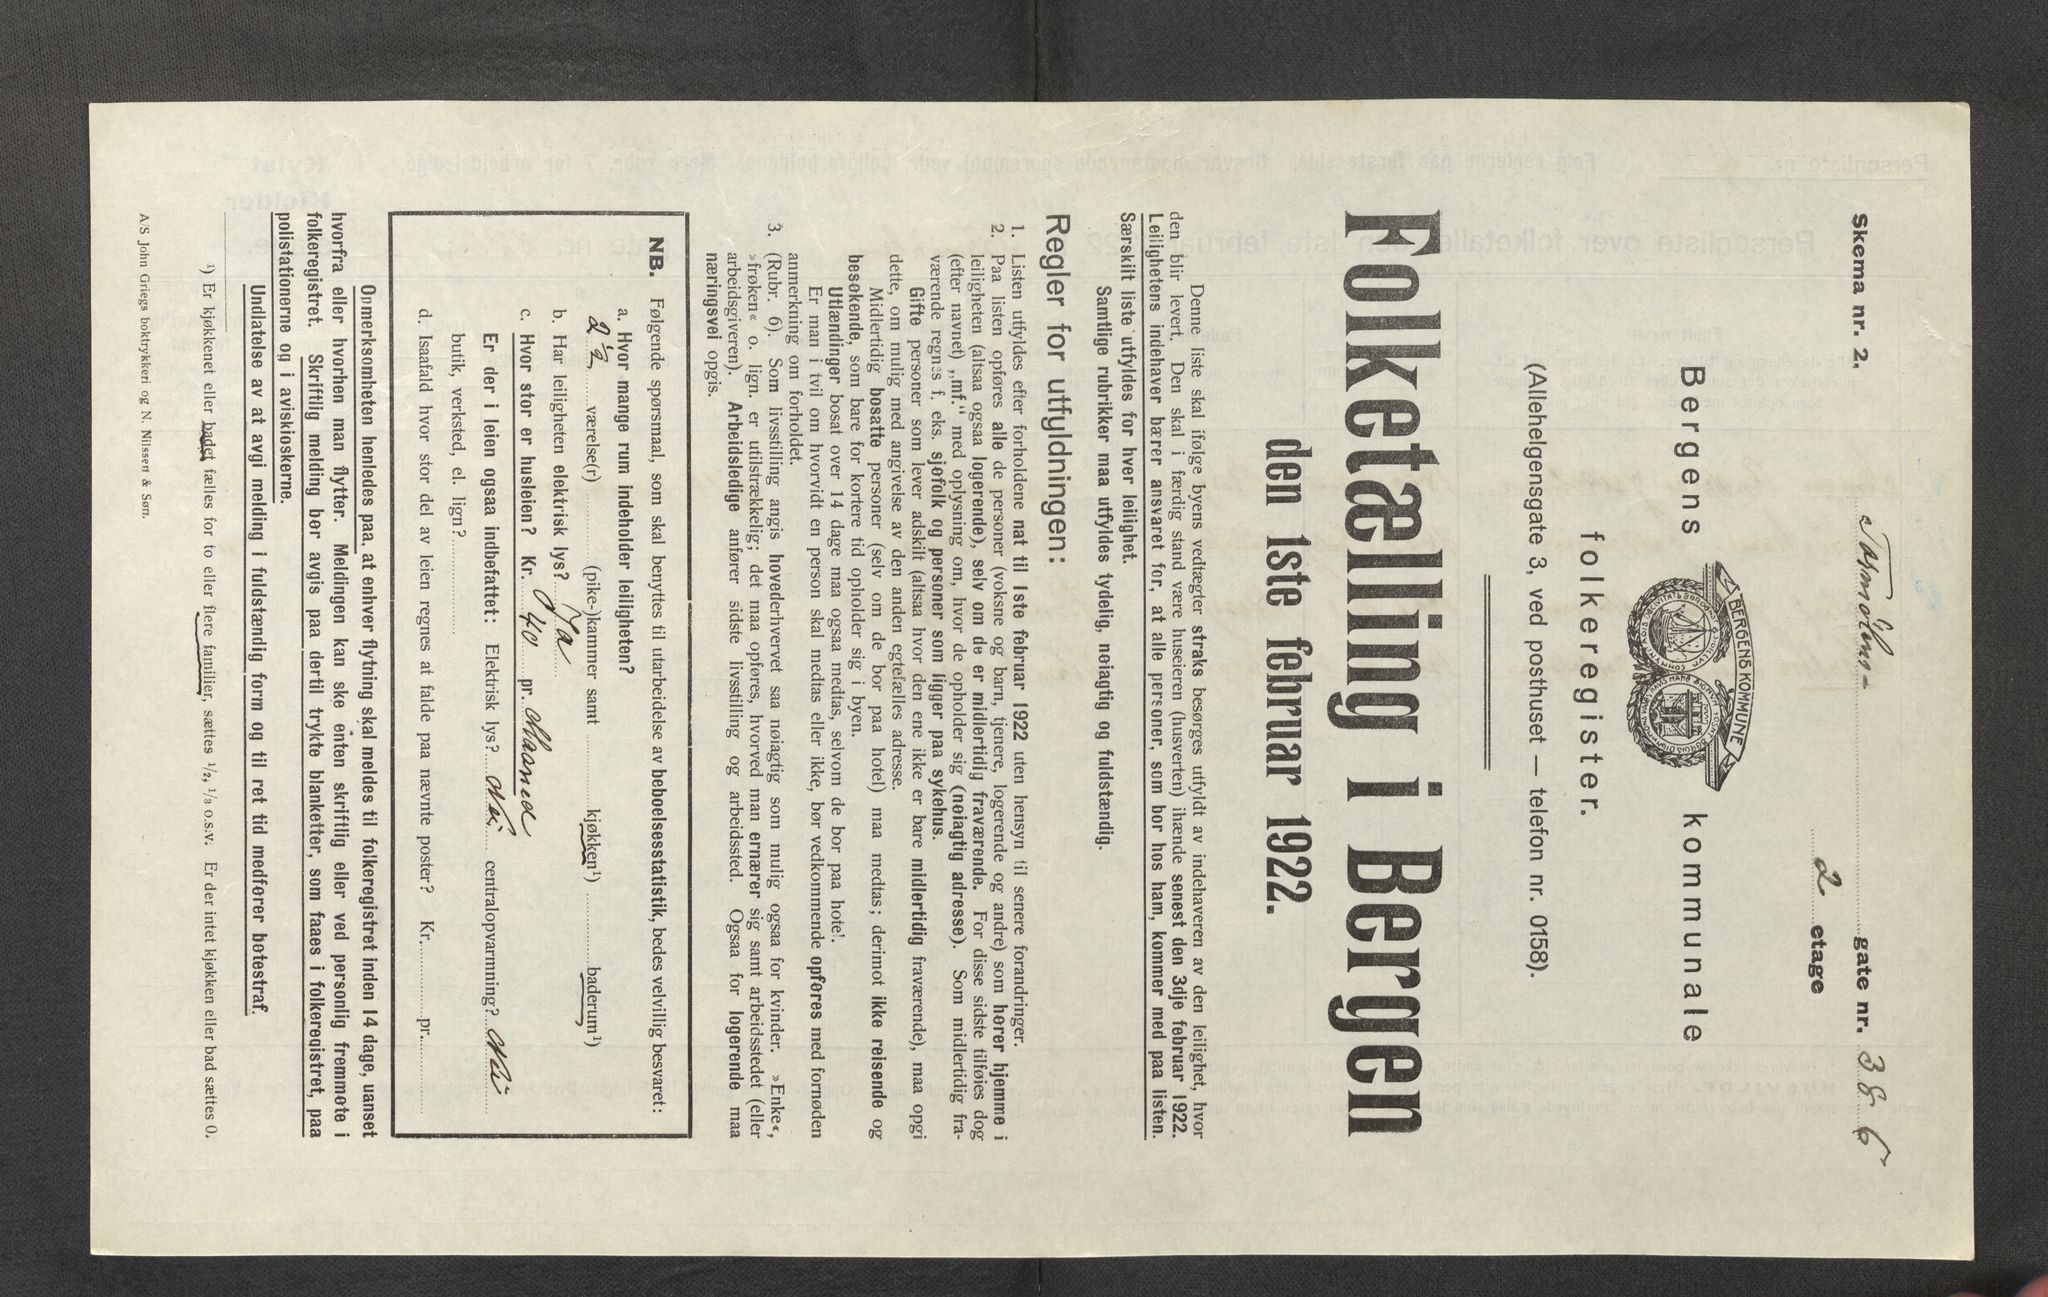 Skema nr. 2.
gate nr. 38 b
2 etage
Bergens kommunale
BERGENS KOMMUNE
folkeregister.
(Allehelgensgate 3, ved posthuset — telefon nr. 0158).
Folketælling i Bergen
den 1ste februar 1922.
Denne liste skal ifølge byens vedtægter straks besørges utfyldt av indehaveren av den leilighet, hvor
den blir levert. Den skal i færdig stand være huseieren (husverten) ihænde senest den 3dje februar 1922.
Leilighetens indehaver bærer ansvaret for, at alle personer, som bor hos ham, kommer med paa listen.
Særskilt liste utfyldes for hver leilighet.
Samtlige rubrikker maa utfyldes tydelig, nøiagtig og fuldstændig.
Regler for utfyldningen:
1. Listen utfyldes efter forholdene nat til 1ste februar 1922 uten hensyn til senere forandringer.
2. Paa listen opføres alle de personer (voksne og barn, tjenere, logerende og andre) som hører hjemme i
leiligheten (altsaa ogsaa logerende), selv om de er midlertidig fraværende. For disse sidste tilføies dog
(efter navnet) „mf.“ med oplysning om, hvor de opholder sig (nøiagtig adresse). Som midlertidig fra-
værende regnes f. eks. sjøfolk og personer som ligger paa sykehus.
Gifte personer som lever adskilt (altsaa hvor den ene ikke er bare midlertidig fraværende), maa opgi
dette, om mulig med angivelse av den anden egtefælles adresse.
Midlertidig bosatte personer (selv om de bor paa hotel) maa medtas; derimot ikke reisende og
besøkende, som bare for kortere tid opholder sig i byen.
Utlændinger bosat over 14 dage maa ogsaa medtas, selvom de bor paa hotel.
Er man i tvil om hvorvidt en person skal medtas eller ikke, bør vedkommende opføres med fornøden
anmerkning om forholdet.
3. (Rubr. 6). Som livsstilling angis hovederhvervet saa nøiagtig som mulig ogsaa for kvinder. »Enke«,
»frøken« o. lign. er utilstrækkelig; det maa opføres, hvorved man ernærer sig samt arbeidsstedet (eller
arbeidsgiveren). Arbeidsledige anfører sidste livsstilling og arbeidssted. Ogsaa for logerende maa
næringsvei opgis.
NB. Følgende spørsmaal, som skal benyttes til utarbeidelse av beboelsesstatistik, bedes velvillig besvaret:
a. Hvor mange rum indeholder leiligheten?
2 1/2 værelse(r) (pike-)kammer samt kjøkken¹) baderum¹)
b. Har leiligheten elektrisk lys? Ja
c. Hvor stor er husleien? Kr. 40 pr. Maaned
Er der i leien ogsaa indbefattet: Elektrisk lys? Nei centralopvarmning? Nei
butik, verksted, el. lign?
d. Isaafald hvor stor del av leien regnes at falde paa nævnte poster? Kr. pr.
Opmerksomheten henledes paa, at enhver flytning skal meldes til folkeregistret inden 14 dage, uanset
hvorfra eller hvorhen man flytter. Meldingen kan ske enten skriftlig eller ved personlig fremmøte i
folkeregistret. Skriftlig melding bør avgis paa dertil trykte blanketter, som faaes i folkeregistret, paa
polistationerne og i aviskioskerne.
Undlatelse av at avgi melding i fuldstændig form og til ret tid medfører bøtestraf.
¹) Er kjøkkenet eller badet fælles for to eller flere familier, sættes 1/2, 1/3 o.s.v. Er der intet kjøkken eller bad sættes 0.
A/S John Griegs boktrykkeri og N. Nilssen & Søn.